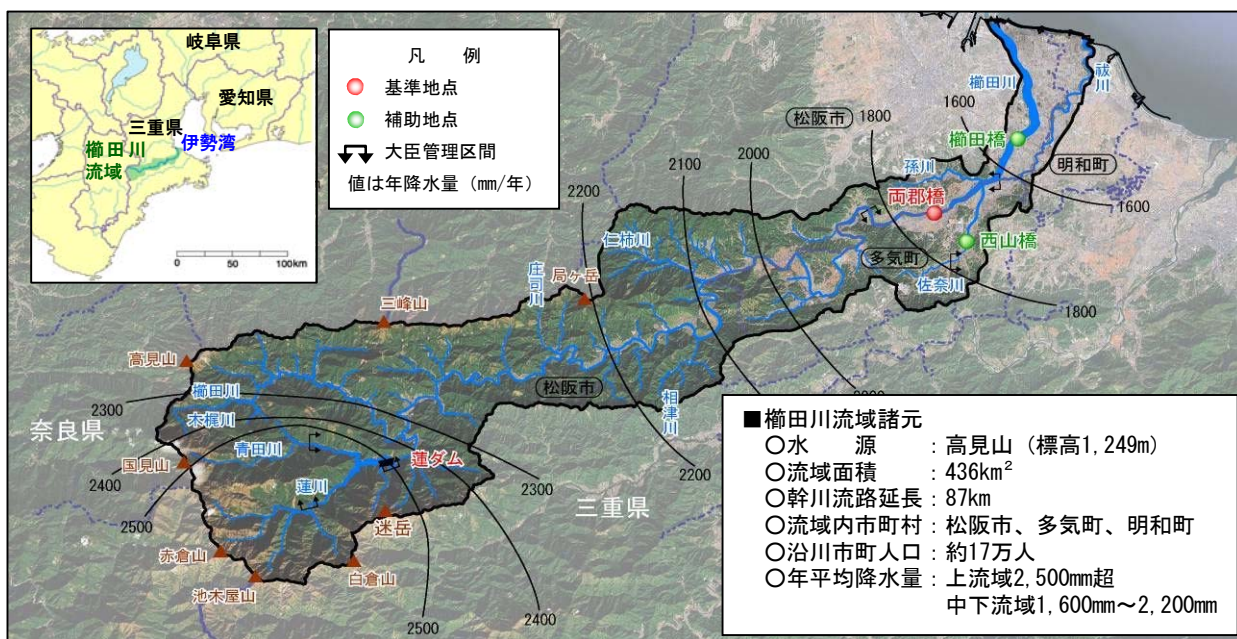 岐阜県
愛知県
三重県
伊勢湾
櫛田川
流域
0 50 100km
凡 例
基準地点
補助地点
大臣管理区間
値は年降水量（mm/年）
櫛田川
祓川
1600
1800
松阪市
櫛田橋
2000
2100
2200
孫川
明和町
両郡橋
1600
西山橋
仁柿川
多気町
佐奈川
庄司川
局ヶ岳
1800
三峰山
高見山
櫛田川
松阪市
相津川
2300
木梶川
奈良県
青田川
蓮ダム
国見山
2400
2200
2300
蓮川
2500
三重県
迷岳
赤倉山
白倉山
池木屋山
2500
2400
■櫛田川流域諸元
○水 源 ：高見山（標高1,249m）
○流域面積 ：436km²
○幹川流路延長：87km
○流域内市町村：松阪市、多気町、明和町
○沿川市町人口：約17万人
○年平均降水量：上流域2,500mm超
中下流域1,600mm～2,200mm